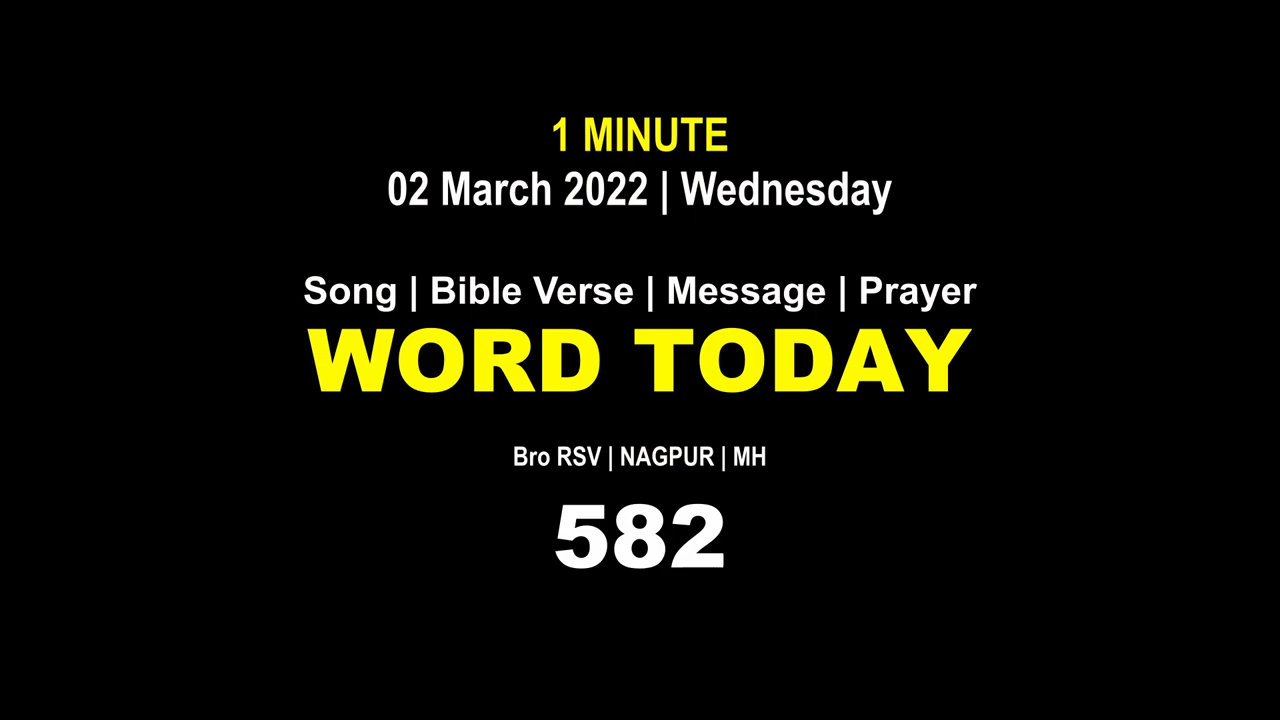 1 MINUTE
02 March 2022 | Wednesday
Song | Bible Verse | Message | Prayer
WORD TODAY
Bro RSV | NAGPUR | MH
582